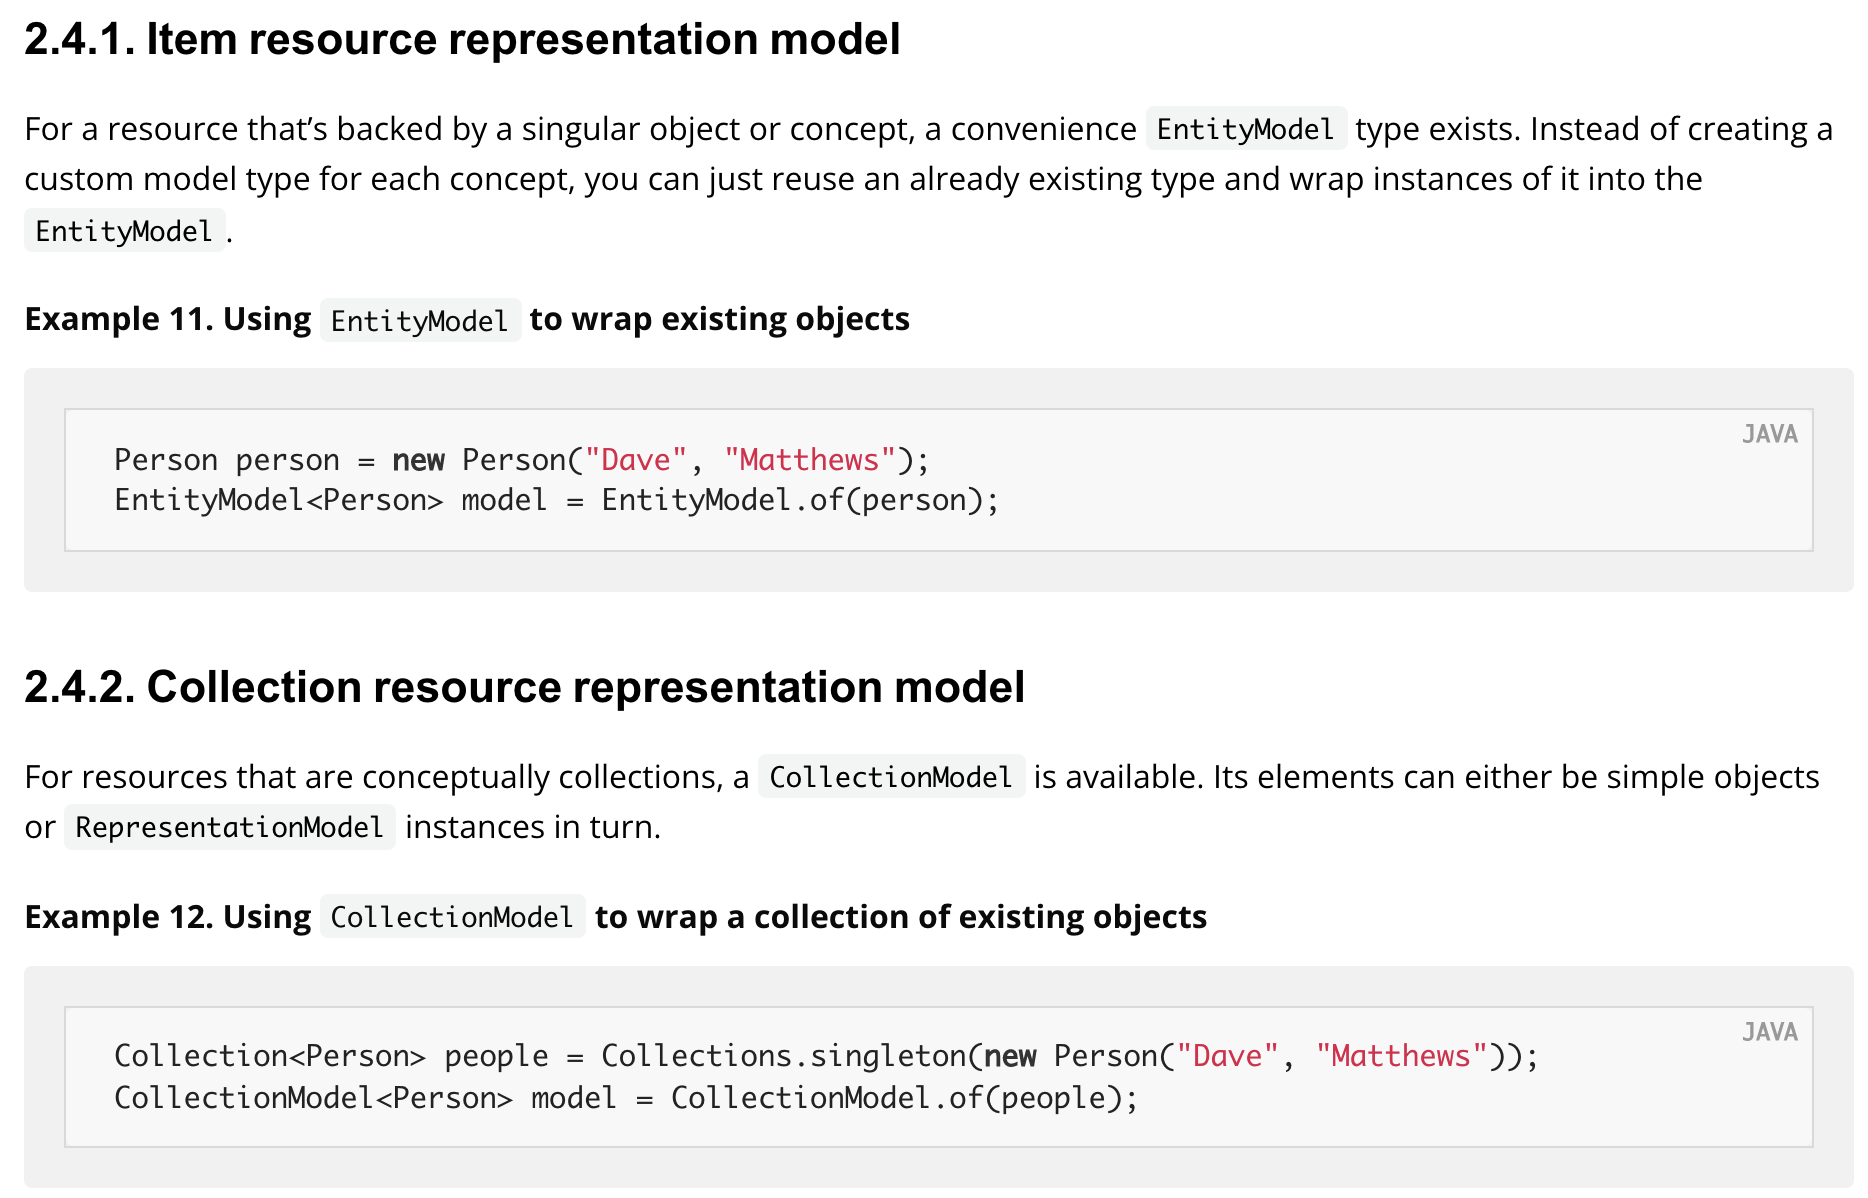 2.4.1. Item resource representation model
For a resource that’s backed by a singular object or concept, a convenience EntityModel type exists. Instead of creating a
custom model type for each concept, you can just reuse an already existing type and wrap instances of it into the
EntityModel.
Example 11. Using EntityModel to wrap existing objects
JAVA
Person person = new Person("Dave", "Matthews");
EntityModel<Person> model = EntityModel.of(person);
2.4.2. Collection resource representation model
For resources that are conceptually collections, a CollectionModel is available. Its elements can either be simple objects
or RepresentationModel instances in turn.
Example 12. Using CollectionModel to wrap a collection of existing objects
JAVA
Collection<Person> people = Collections.singleton(new Person("Dave", "Matthews"));
CollectionModel<Person> model = CollectionModel.of(people);